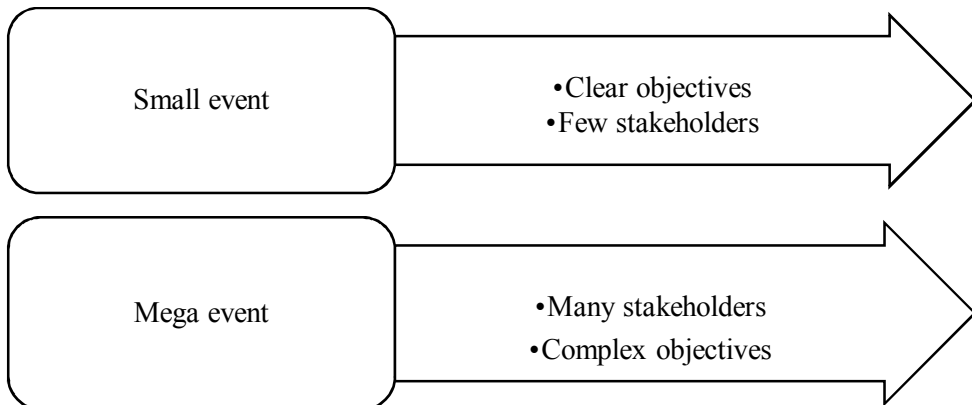 Small event
•Clear objectives
•Few stakeholders
Mega event
•Many stakeholders
•Complex objectives